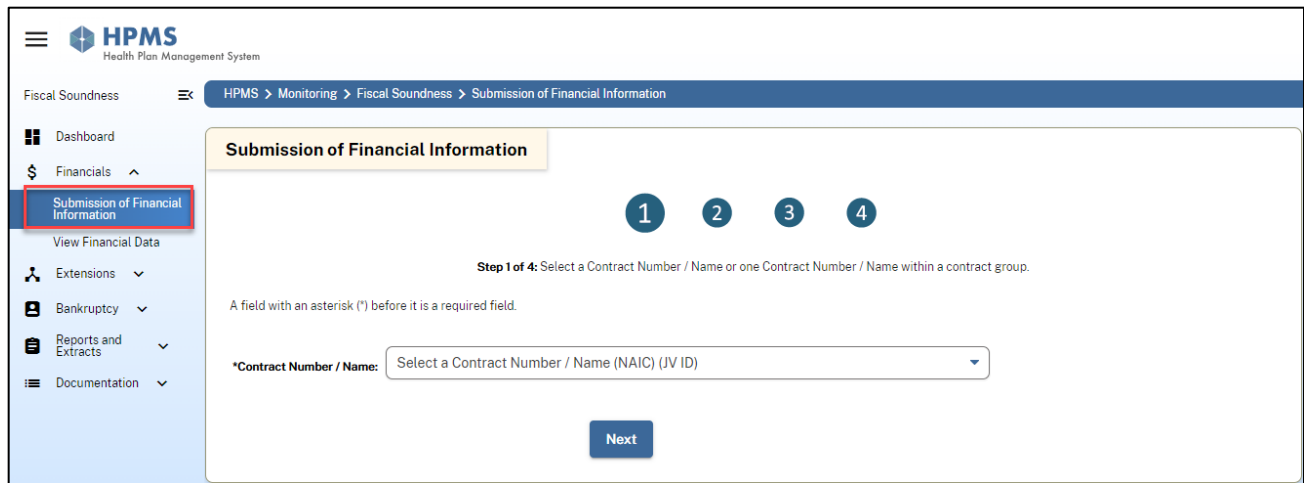 HPMS
Health Plan Management System
Fiscal Soundness
HPMS > Monitoring > Fiscal Soundness > Submission of Financial Information
Dashboard
Financials
Submission of Financial
Information
View Financial Data
Extensions
Bankruptcy
Reports and
Extracts
Documentation
Submission of Financial Information
1 2 3 4
Step 1 of 4: Select a Contract Number / Name or one Contract Number / Name within a contract group.
A field with an asterisk (*) before it is a required field.
*Contract Number / Name: Select a Contract Number / Name (NAIC) (JV ID)
Next